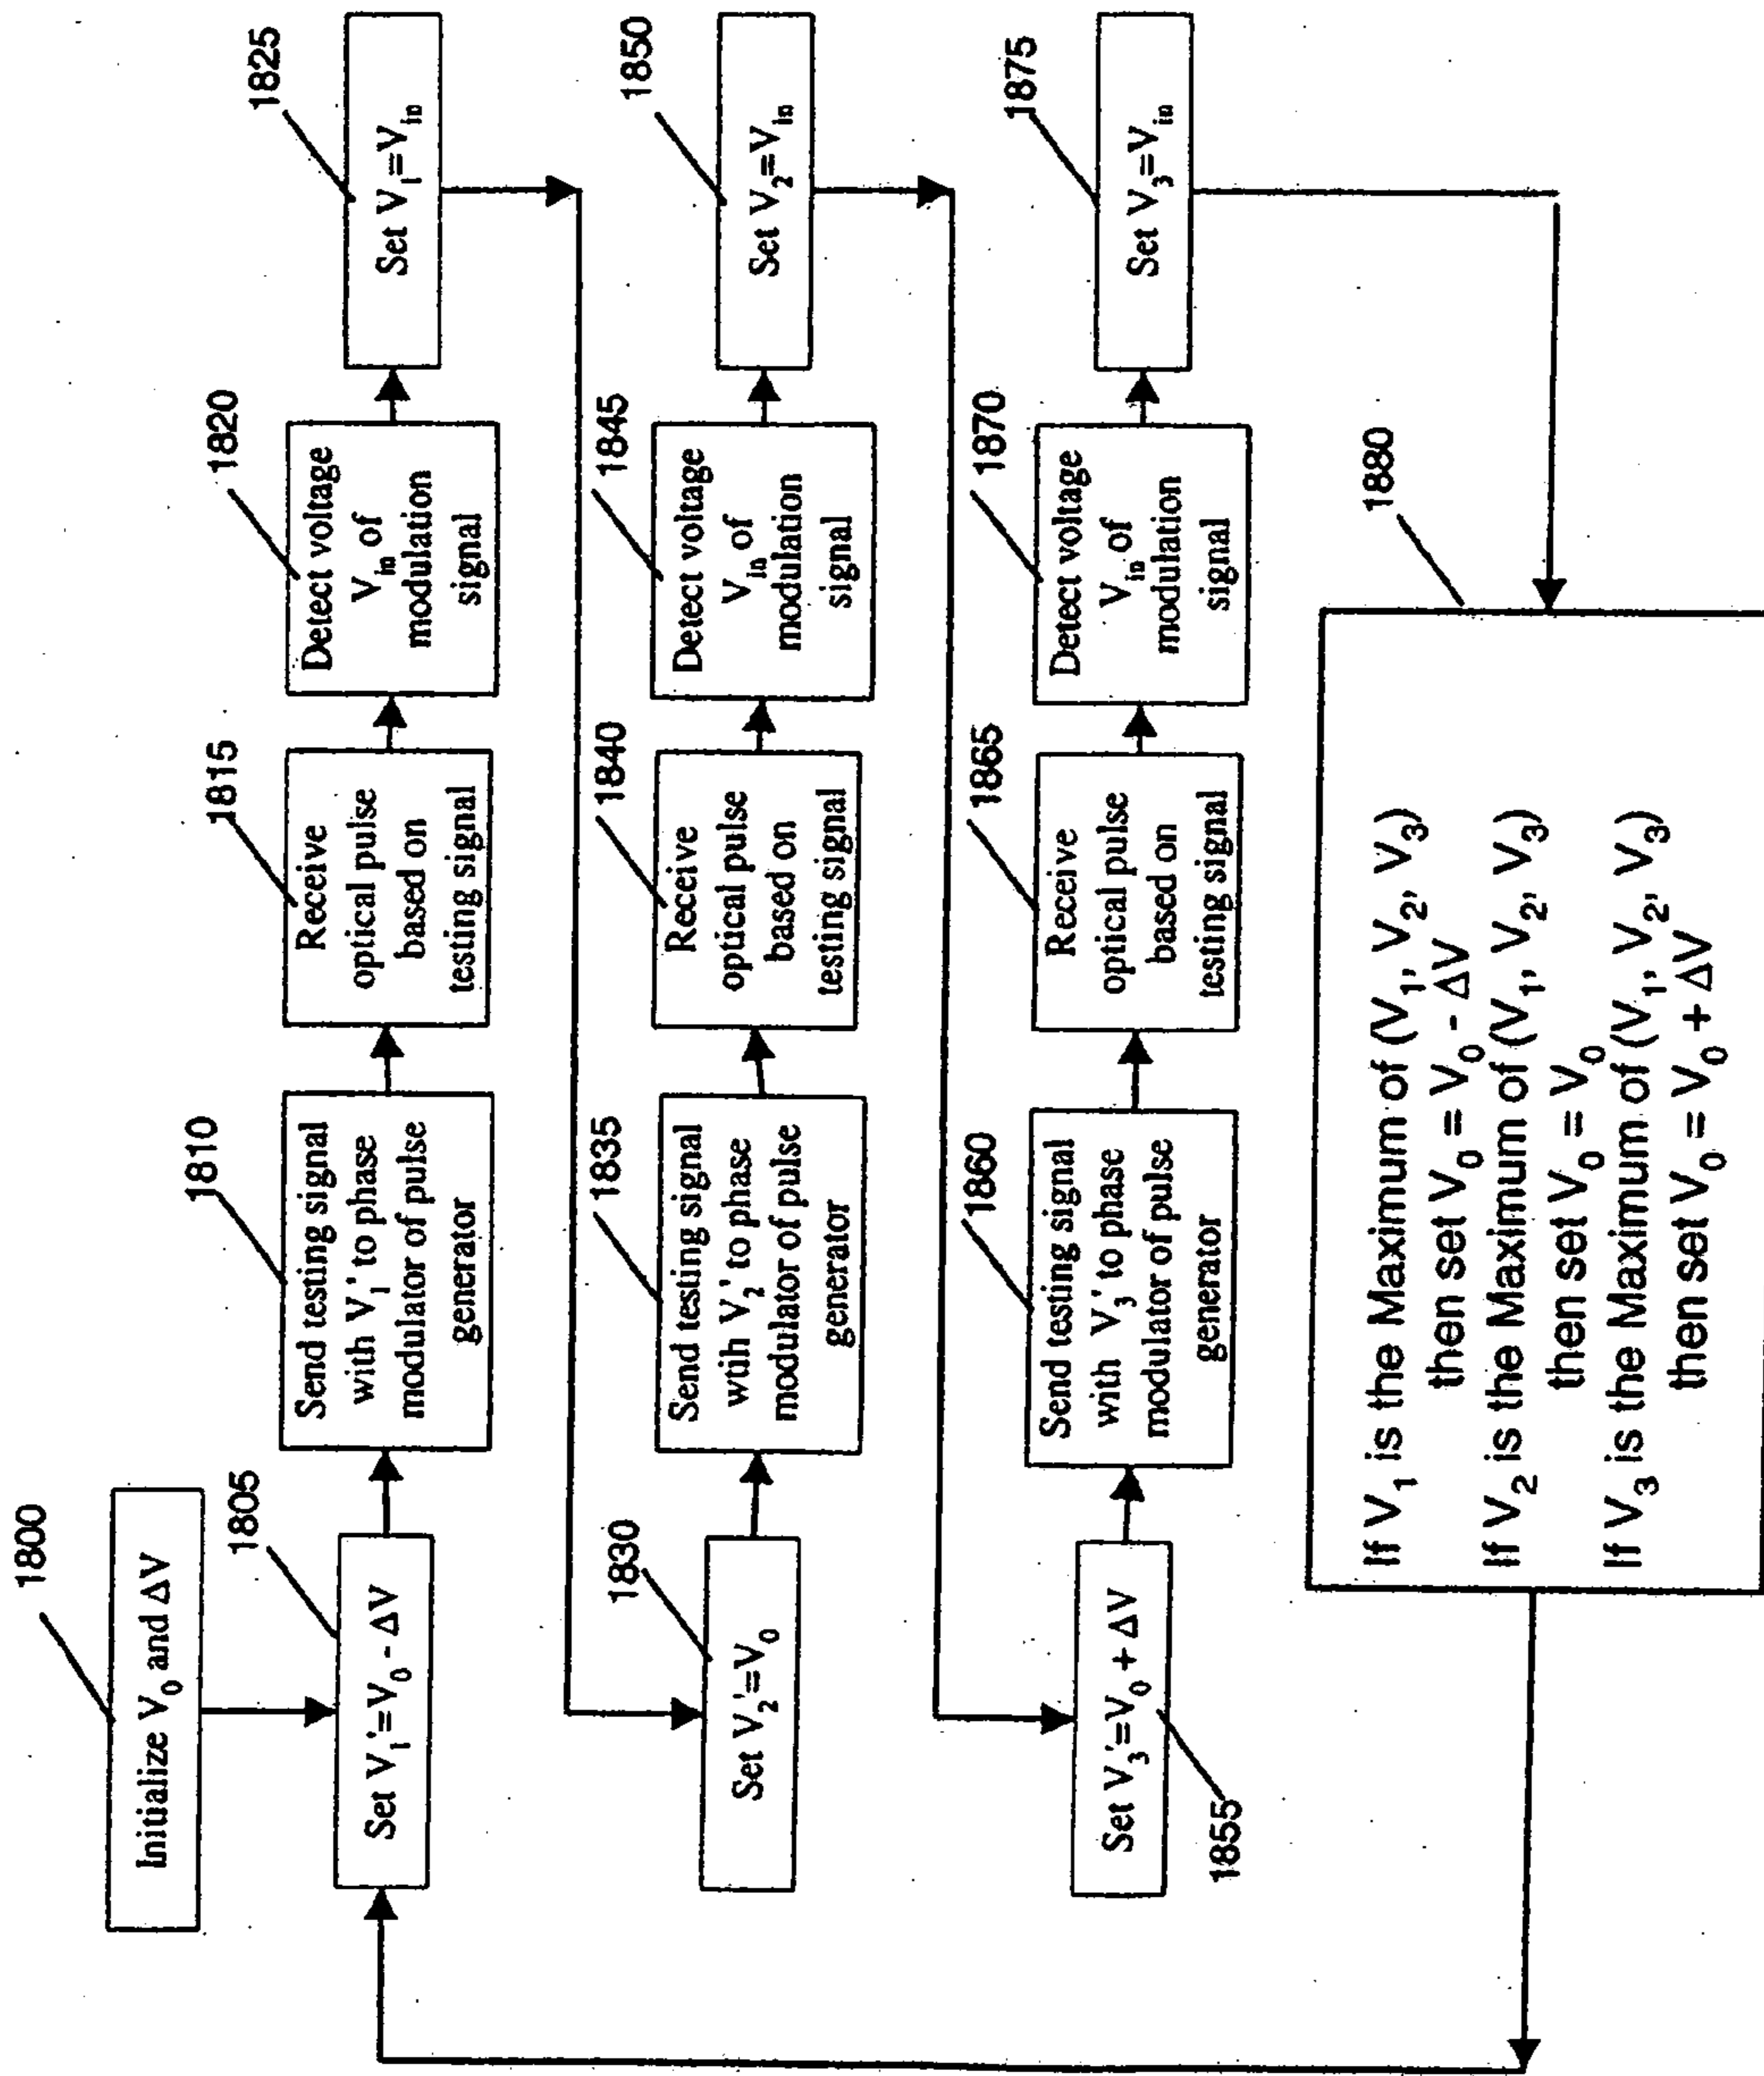 1800
Initialize V₀ and ΔV
1805
Set V₁'=V₀ - ΔV
1810
Send testing signal
with V₁' to phase
modulator of pulse
generator
1815
Receive
optical pulse
based on
testing signal
1820
Detect voltage
Vᵢₙ of
modulation
signal
1825
Set V₁=Vᵢₙ
1830
Set V₂'=V₀
1835
Send testing signal
wtih V₂' to phase
modulator of pulse
generator
1840
Receive
optical pulse
based on
testing signal
1845
Detect voltage
Vᵢₙ of
modulation
signal
1850
Set V₂=Vᵢₙ
1855
Set V₃'=V₀ + ΔV
1860
Send testing signal
with V₃' to phase
modulator of pulse
generator
1865
Receive
optical pulse
based on
testing signal
1870
Detect voltage
Vᵢₙ of
modulation
signal
1875
Set V₃=Vᵢₙ
1880
If V₁ is the Maximum of (V₁, V₂, V₃)
then set V₀ = V₀ - ΔV
If V₂ is the Maximum of (V₁, V₂, V₃)
then set V₀ = V₀
If V₃ is the Maximum of (V₁, V₂, V₃)
then set V₀ = V₀ + ΔV